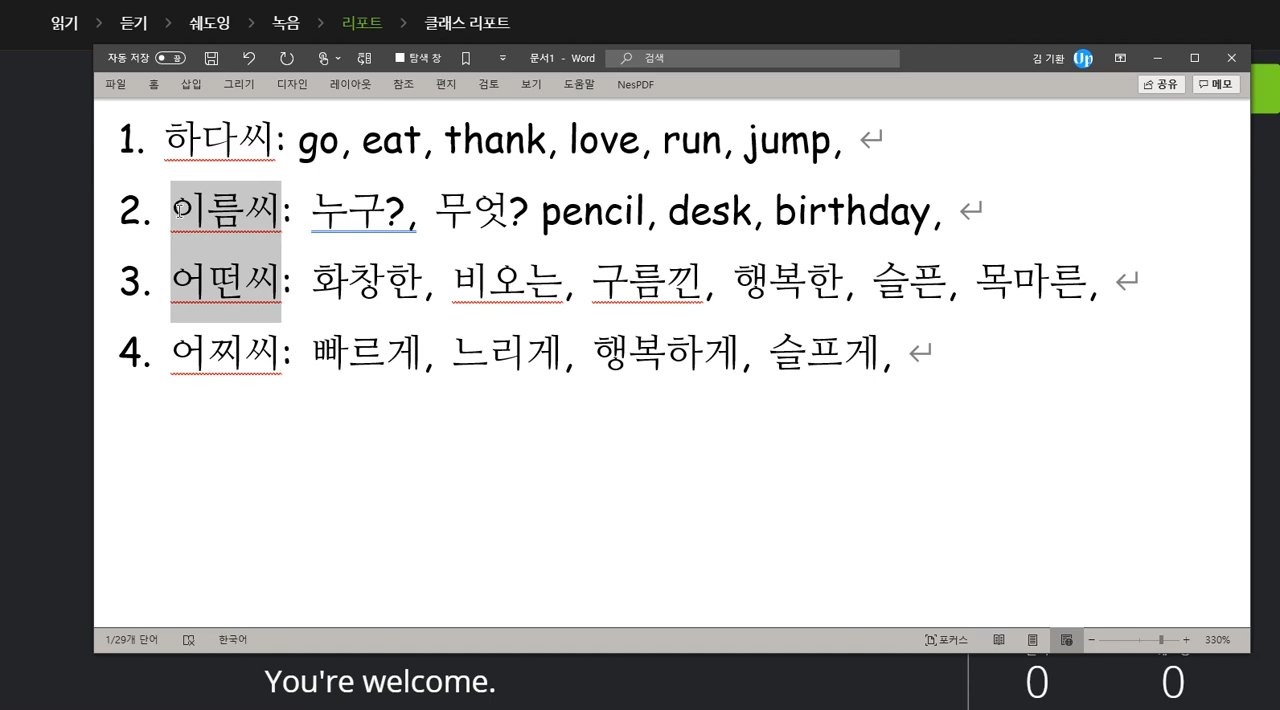 읽기 > 듣기 > 쉐도잉 > 녹음 > 리포트 > 클래스 리포트
자동 저장 끔 탐색 창 문서1 - Word 검색 김 기환 Up
파일 홈 삽입 그리기 디자인 레이아웃 참조 편지 검토 보기 도움말 NesPDF 공유 메모
1. 하다씨: go, eat, thank, love, run, jump,
2. 이름씨: 누구?, 무엇? pencil, desk, birthday,
3. 어떤씨: 화창한, 비오는, 구름낀, 행복한, 슬픈, 목마른,
4. 어찌씨: 빠르게, 느리게, 행복하게, 슬프게,
1/29개 단어 한국어 포커스 330%
You're welcome. 0 0